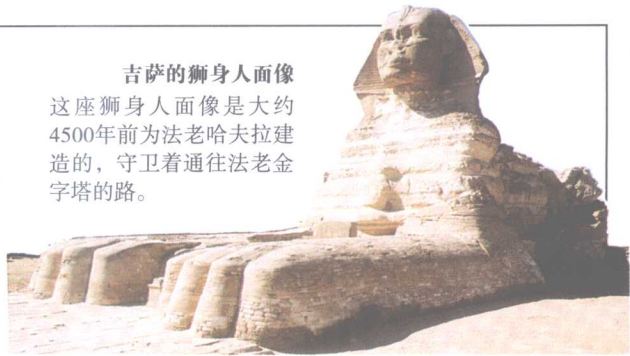 吉萨的狮身人面像
这座狮身人面像是大约
4500年前为法老哈夫拉建
造的，守卫着通往法老金
字塔的路。